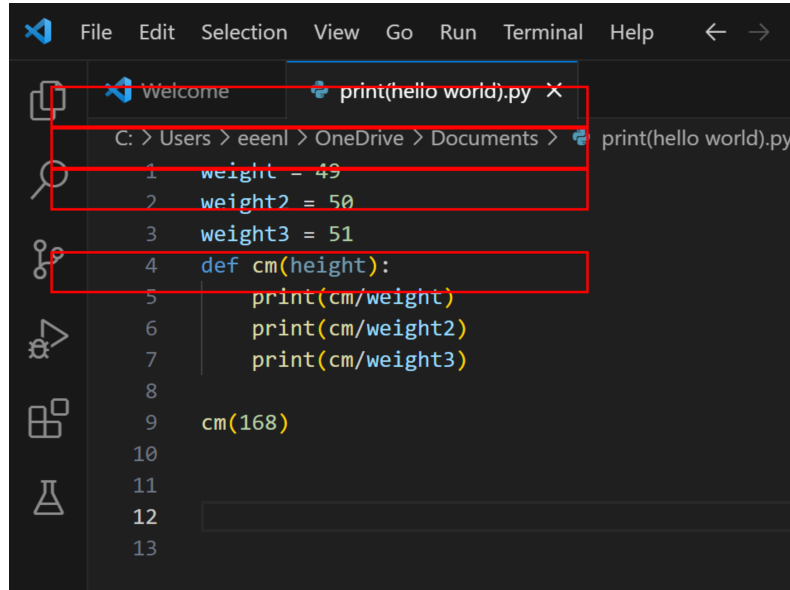 File Edit Selection View Go Run Terminal Help
Welcome print(hello world).py
C: > Users > eeenl > OneDrive > Documents > print(hello world).py
1 weight = 49
2 weight2 = 50
3 weight3 = 51
4 def cm(height):
5 print(cm/weight)
6 print(cm/weight2)
7 print(cm/weight3)
8
9 cm(168)
10
11
12
13